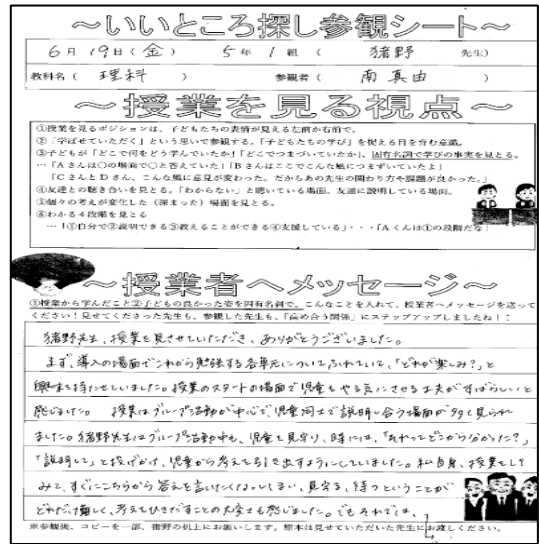 ～いいところ探し参観シート～
6月19日（金） 5年1組（ 猪野 先生）
教科名（ 理科 ） 参観者（ 南真由 ）
～授業を見る視点～
①授業を見るポジションは、子どもたちの表情が見える左前か右前で。
②「学ばせていただく」という思いで参観する。「子どもたちの学び」を捉える目を育む意識。
③子どもが「どこで何をどう学んでいたか」「どこでつまづいていたか」、固有名詞で学びの事実を見とる。
…「Aさんは○の場面で○と答えていた」「Bさんはここでこんな風につまずいていたよ」
「CさんとDさん、こんな風に意見が変わった。だからあの先生の関わり方や課題が良かった。」
④友達との聴き合いを見とる。「わからない」と聴いている場面、友達に説明している場面。
⑤個々の考えが変化した（深まった）場面を見とる。
⑥わかる4段階を見とる
…「①自分で②説明できる③教えることができる④支援している」・・・「Aくんは①の段階だな」
～授業者へメッセージ～
①授業から学んだこと②子どもの良かった姿を固有名詞で。こんなことを入れて、授業者へメッセージを送って
ください！見せてくださった先生も、参観した先生も、「高め合う関係」にステップアップしましたね！！
猪野先生、授業を見させていただき、ありがとうございました。
まず、導入の場面でこれから勉強する各単元についてふれていて、「どれが楽しみ？」と
興味を持たせていました。授業のスタートの場面で児童をやる気にさせる工夫がすばらしいと
感じました。 授業はグループ活動が中心で、児童同士で説明し合う場面が多く見られ
ました。猪野先生はグループ活動中も、児童を見守り、時には、「それってどこから分かった？」
「説明して」と投げかけ、児童から考えを引き出すようにしていました。私自身、授業をして
みて、すぐにこちらから答えを言いたくなってしまい、見守る、待つということが
どれだけ難しく、考えをひきだすことの大変さも感じました。でもそれでは、
※参観後、コピーを一部、猪野の机上にお願いします。原本は見せていただいた先生にお渡しください。